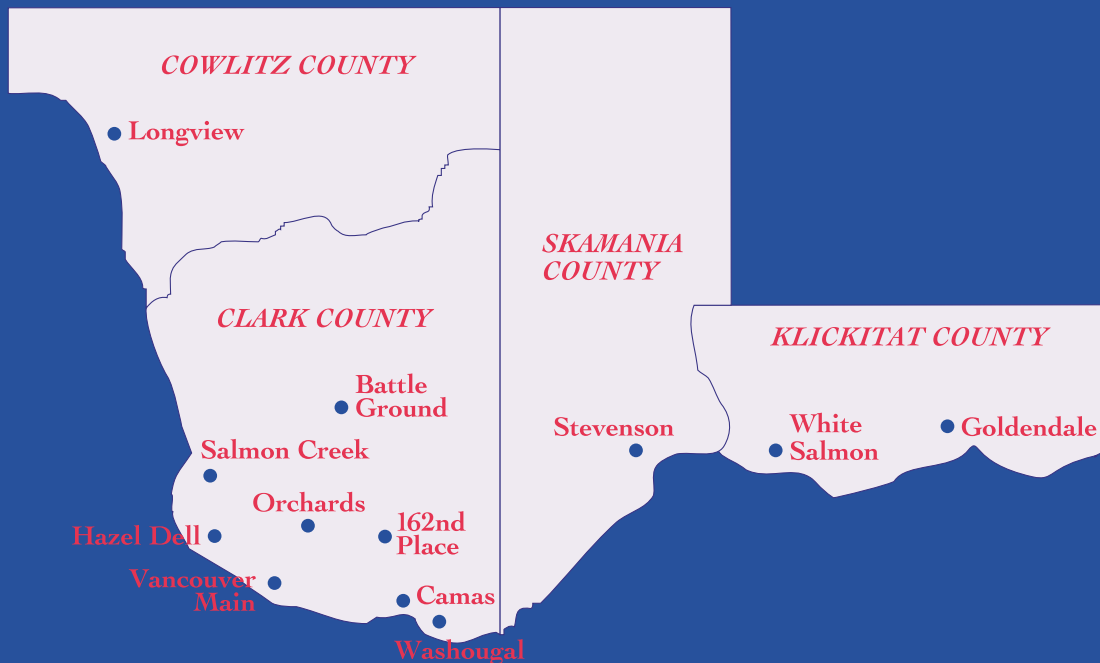 COWLITZ COUNTY
Longview
SKAMANIA
COUNTY
CLARK COUNTY
KLICKITAT COUNTY
Battle
Ground
Stevenson
White
Salmon
Goldendale
Salmon Creek
Orchards
162nd
Place
Hazel Dell
Vancouver
Main
Camas
Washougal